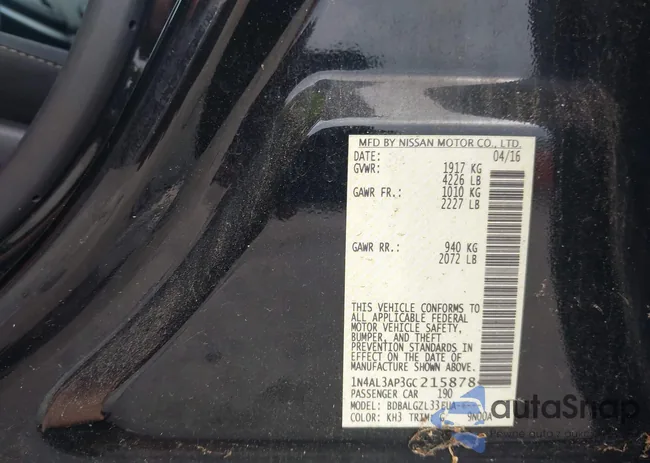 MFD BY NISSAN MOTOR CO., LTD.
DATE: 04/16
GVWR: 1917 KG
4226 LB
GAWR FR.: 1010 KG
2227 LB
GAWR RR.: 940 KG
2072 LB
THIS VEHICLE CONFORMS TO
ALL APPLICABLE FEDERAL
MOTOR VEHICLE SAFETY,
BUMPER, AND THEFT
PREVENTION STANDARDS IN
EFFECT ON THE DATE OF
MANUFACTURE SHOWN ABOVE.
1N4AL3AP3GC215878
PASSENGER CAR 190
MODEL: BDBALGZL33EUA-E
COLOR: KH3 TRIM: G 9N00A
autoSnap